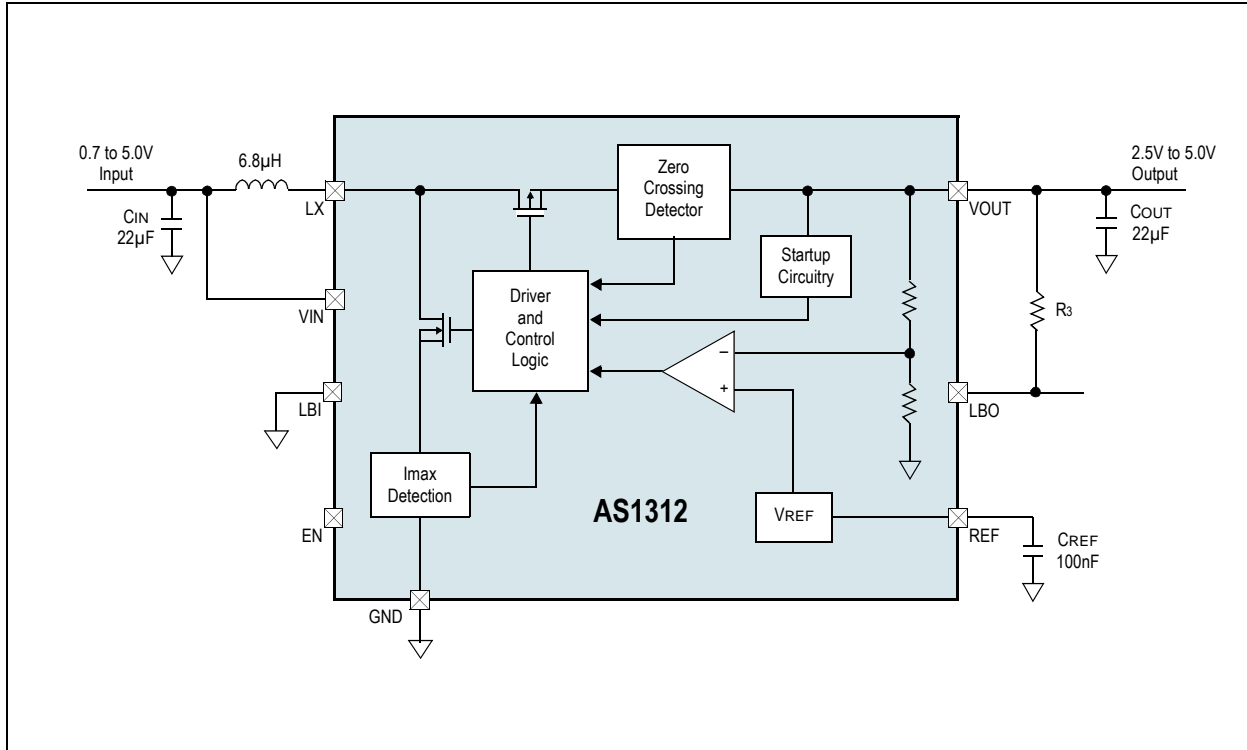 0.7 to 5.0V
Input
6.8µH
CIN
22µF
LX
VIN
LBI
EN
GND
Zero
Crossing
Detector
Startup
Circuitry
Driver
and
Control
Logic
–
+
Imax
Detection
AS1312
VREF
2.5V to 5.0V
Output
VOUT
COUT
22µF
R3
LBO
REF
CREF
100nF